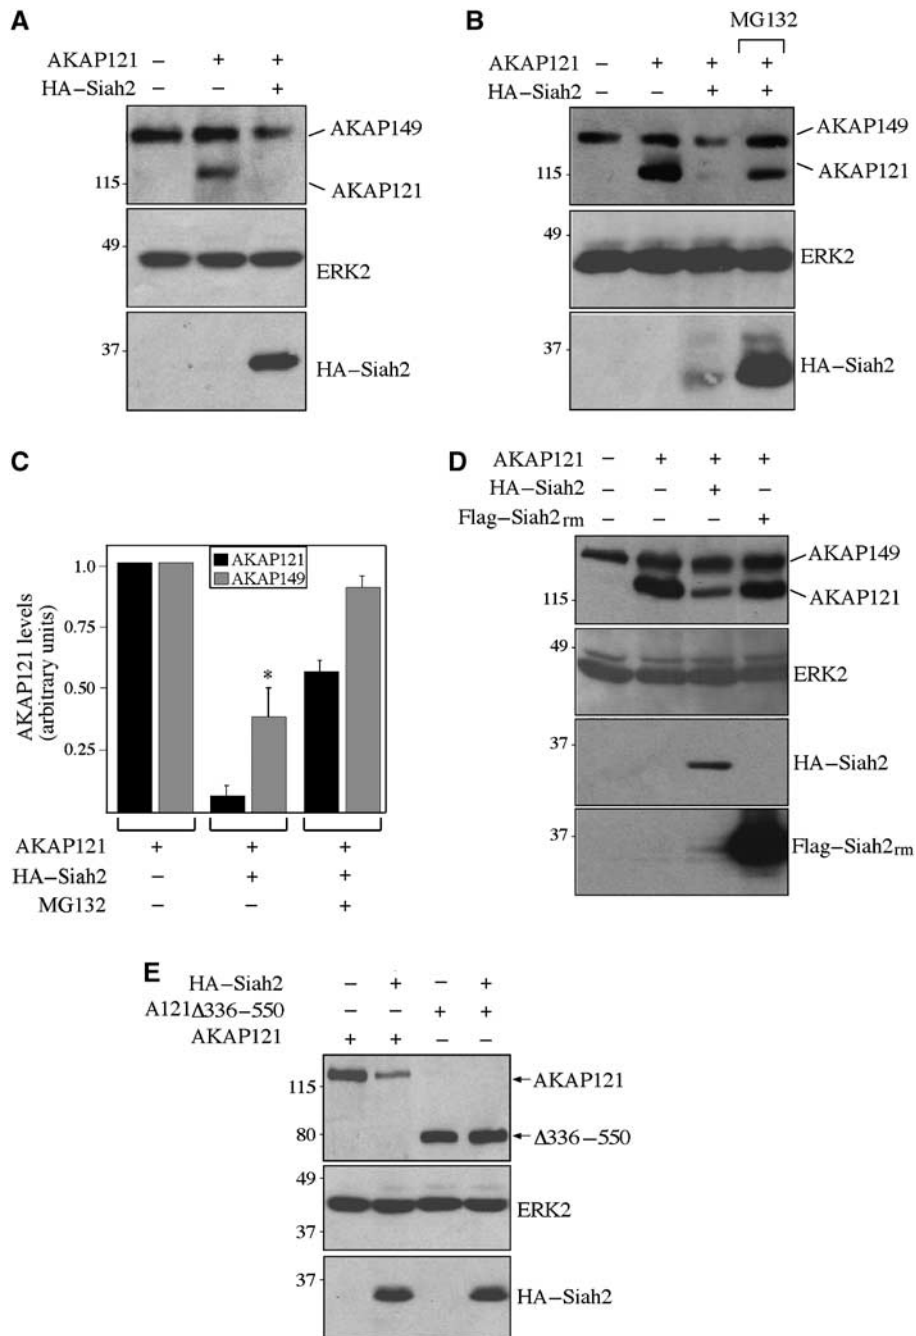 A
AKAP121 – + +
HA–Siah2 – – +
AKAP149
115
AKAP121
49
ERK2
37
HA–Siah2
B
MG132
AKAP121 – + + +
HA–Siah2 – – + +
AKAP149
115
AKAP121
49
ERK2
37
HA–Siah2
C
AKAP121 levels
(arbitrary units)
1.0
0.75
0.50
0.25
AKAP121
AKAP149
*
AKAP121 + + +
HA–Siah2 – + +
MG132 – – +
D
AKAP121 – + + +
HA–Siah2 – – + –
Flag–Siah2rm – – – +
AKAP149
115
AKAP121
49
ERK2
37
HA–Siah2
37
Flag–Siah2rm
E
HA–Siah2 – + – +
A121Δ336–550 – – + +
AKAP121 + + – –
115
AKAP121
80
Δ336–550
49
ERK2
37
37
HA–Siah2